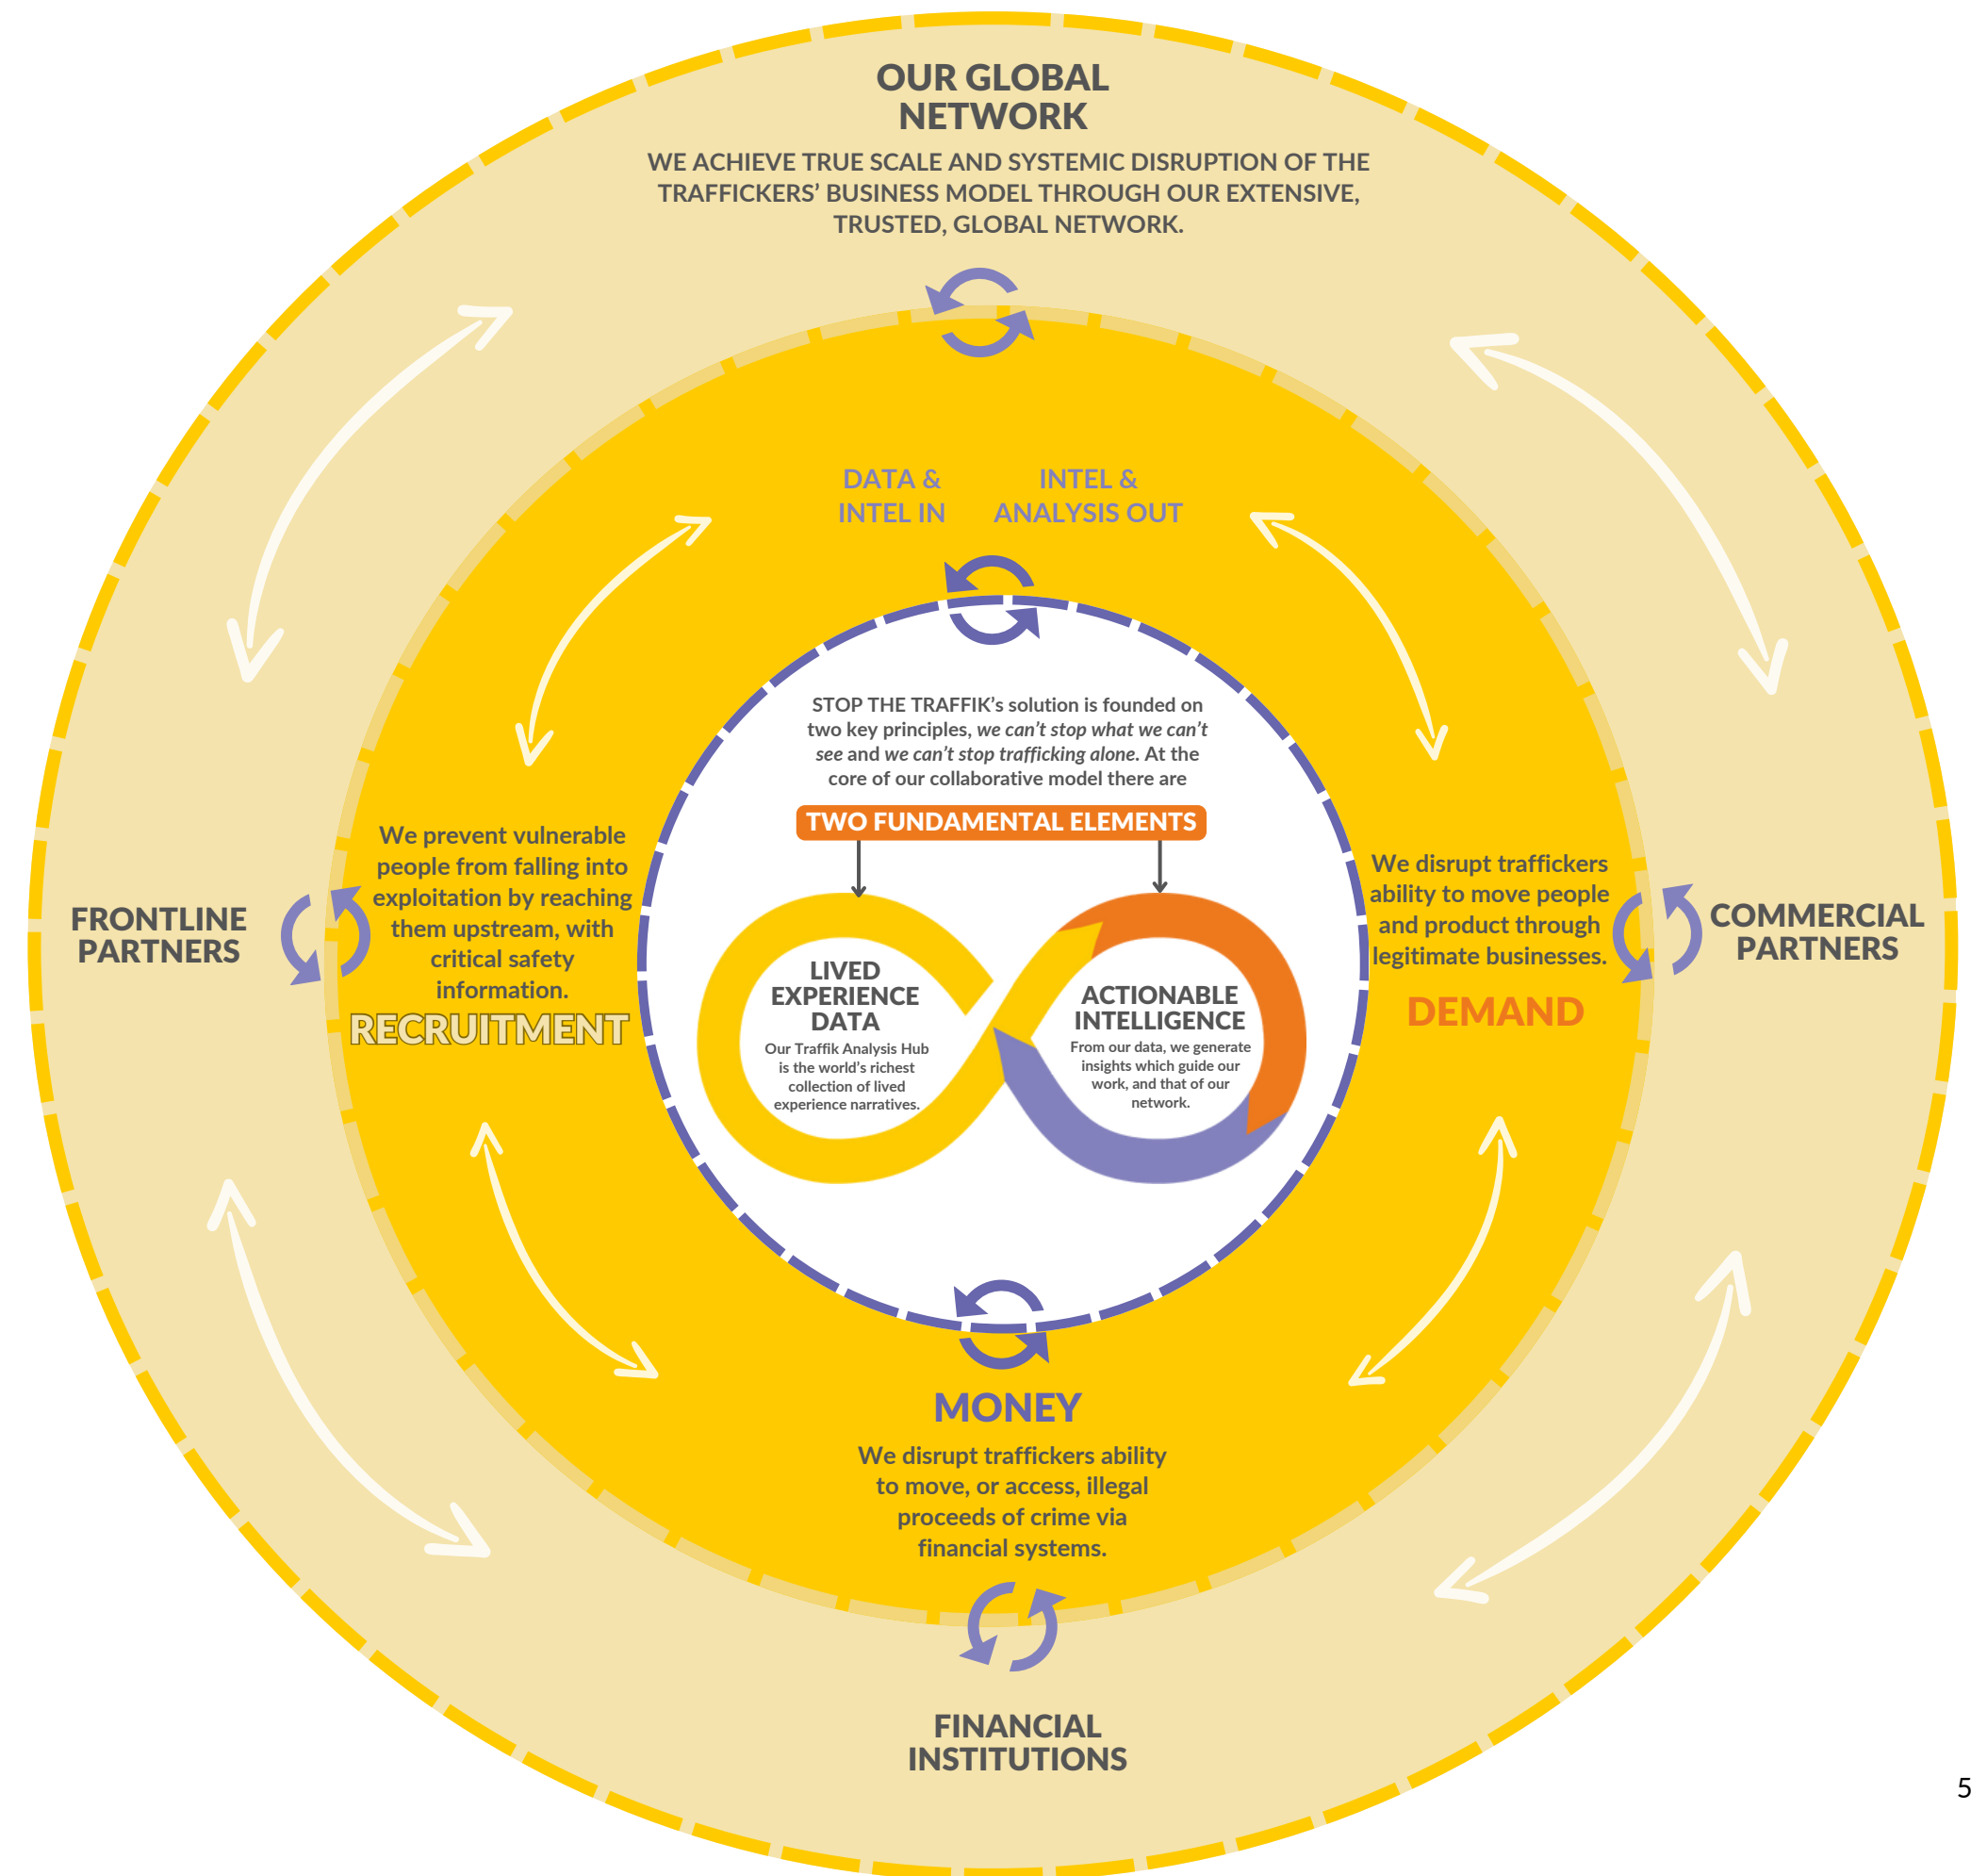 OUR GLOBAL
NETWORK
WE ACHIEVE TRUE SCALE AND SYSTEMIC DISRUPTION OF THE
TRAFFICKERS’ BUSINESS MODEL THROUGH OUR EXTENSIVE,
TRUSTED, GLOBAL NETWORK.
DATA &
INTEL IN
INTEL &
ANALYSIS OUT
STOP THE TRAFFIK’s solution is founded on
two key principles, we can’t stop what we can’t
see and we can’t stop trafficking alone. At the
core of our collaborative model there are
TWO FUNDAMENTAL ELEMENTS
FRONTLINE
PARTNERS
We prevent vulnerable
people from falling into
exploitation by reaching
them upstream, with
critical safety
information.
RECRUITMENT
LIVED
EXPERIENCE
DATA
Our Traffik Analysis Hub
is the world’s richest
collection of lived
experience narratives.
ACTIONABLE
INTELLIGENCE
From our data, we generate
insights which guide our
work, and that of our
network.
We disrupt traffickers
ability to move people
and product through
legitimate businesses.
DEMAND
COMMERCIAL
PARTNERS
MONEY
We disrupt traffickers ability
to move, or access, illegal
proceeds of crime via
financial systems.
FINANCIAL
INSTITUTIONS
5